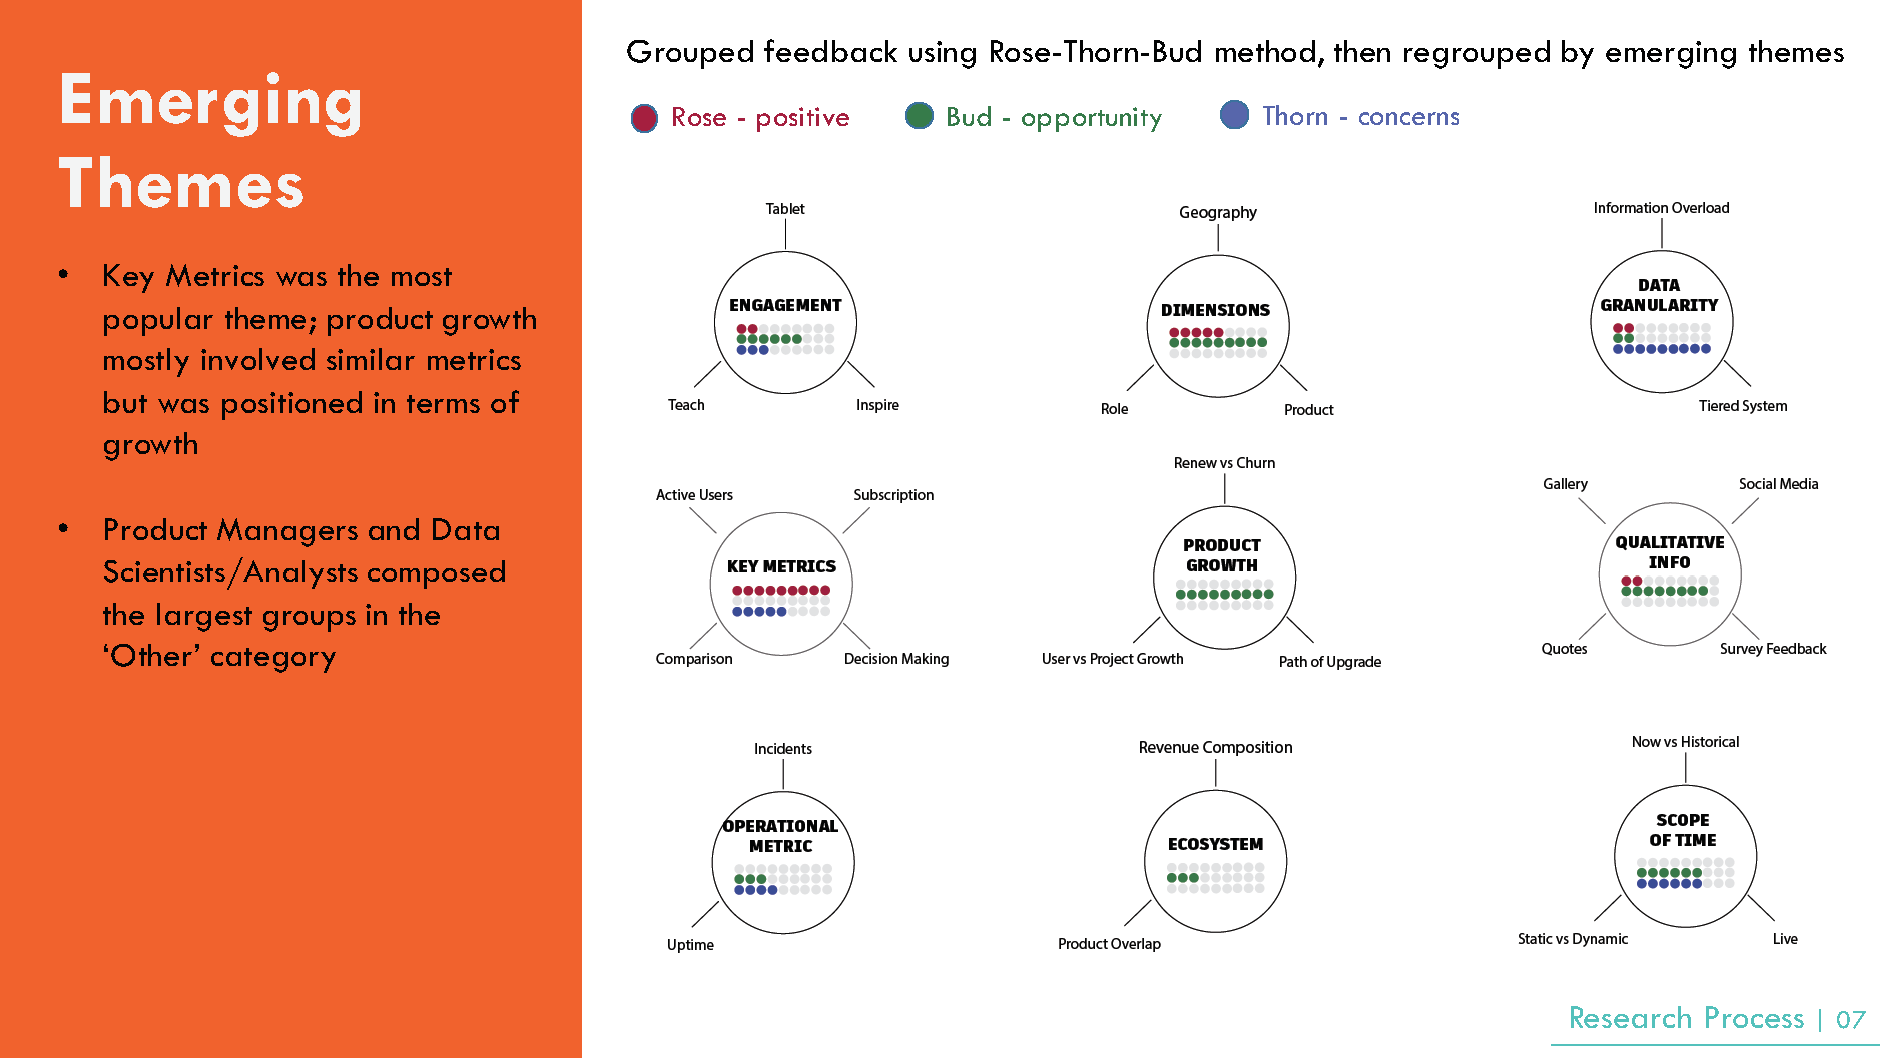 Emerging
Themes
• Key Metrics was the most
popular theme; product growth
mostly involved similar metrics
but was positioned in terms of
growth
• Product Managers and Data
Scientists/Analysts composed
the largest groups in the
‘Other’ category
Grouped feedback using Rose-Thorn-Bud method, then regrouped by emerging themes
Rose - positive
Bud - opportunity
Thorn - concerns
Tablet
ENGAGEMENT
Teach
Inspire
Geography
DIMENSIONS
Role
Product
Information Overload
DATA
GRANULARITY
Tiered System
Active Users
Subscription
KEY METRICS
Comparison
Decision Making
Renew vs Churn
PRODUCT
GROWTH
User vs Project Growth
Path of Upgrade
Gallery
Social Media
QUALITATIVE
INFO
Quotes
Survey Feedback
Incidents
OPERATIONAL
METRIC
Uptime
Revenue Composition
ECOSYSTEM
Product Overlap
Now vs Historical
SCOPE
OF TIME
Static vs Dynamic
Live
Research Process | 07